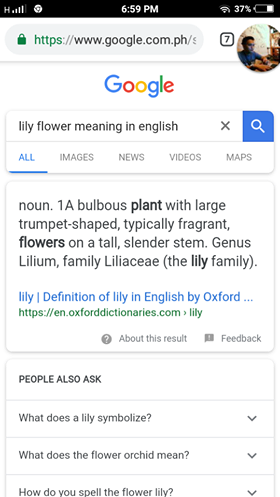 H 6:59 PM 37%
https://www.google.com.ph/s 7
Google
lily flower meaning in english
ALL IMAGES NEWS VIDEOS MAPS
noun. 1A bulbous plant with large
trumpet-shaped, typically fragrant,
flowers on a tall, slender stem. Genus
Lilium, family Liliaceae (the lily family).
lily | Definition of lily in English by Oxford ...
https://en.oxforddictionaries.com › lily
About this result Feedback
PEOPLE ALSO ASK
What does a lily symbolize?
What does the flower orchid mean?
How do you spell the flower lily?